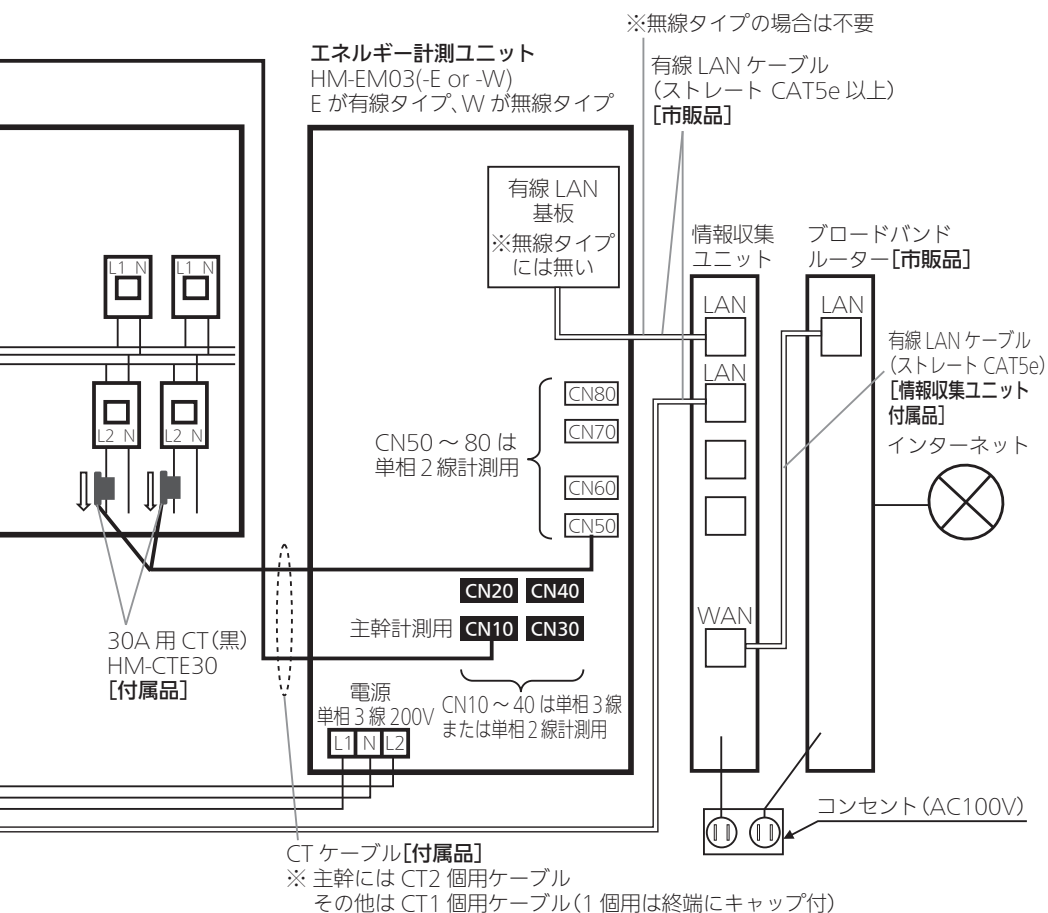 ※無線タイプの場合は不要
エネルギー計測ユニット
HM-EM03(-E or -W)
E が有線タイプ、W が無線タイプ
有線 LAN ケーブル
(ストレート CAT5e 以上)
[市販品]
有線 LAN
基板
※無線タイプ
には無い
情報収集
ユニット
ブロードバンド
ルーター[市販品]
LAN
LAN
LAN
有線 LAN ケーブル
(ストレート CAT5e)
[情報収集ユニット
付属品]
インターネット
L1 N
L1 N
L2 N
L2 N
CN80
CN70
CN60
CN50
CN50 ～ 80 は
単相 2 線計測用
CN20 CN40
主幹計測用 CN10 CN30
WAN
30A 用 CT(黒)
HM-CTE30
[付属品]
電源
単相 3 線 200V
L1 N L2
CN10 ～ 40 は単相 3 線
または単相 2 線計測用
コンセント(AC100V)
CT ケーブル[付属品]
※ 主幹には CT2 個用ケーブル
その他は CT1 個用ケーブル(1 個用は終端にキャップ付)